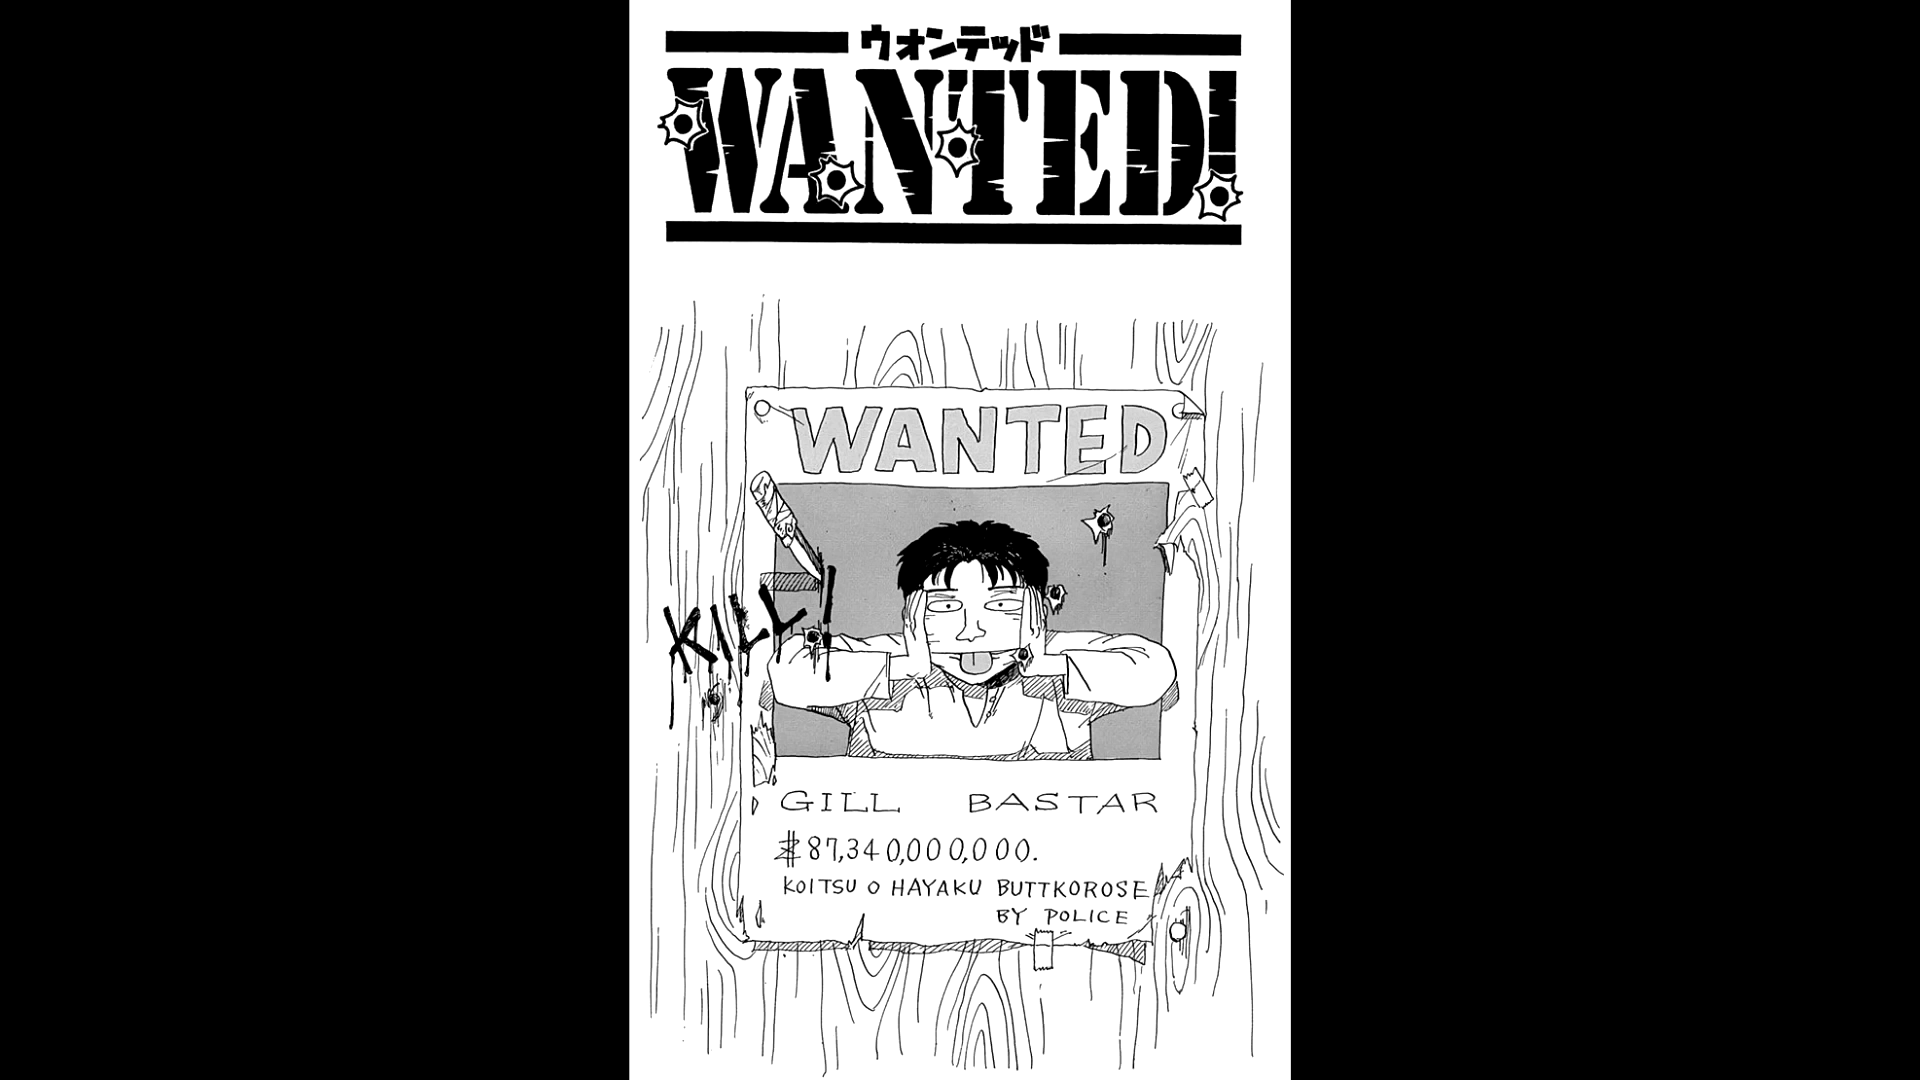 ウォンテッド
WANTED!
WANTED
KILL!
GILL BASTAR
$87,340,000,000.
KOITSU O HAYAKU BUTTKOROSE
BY POLICE